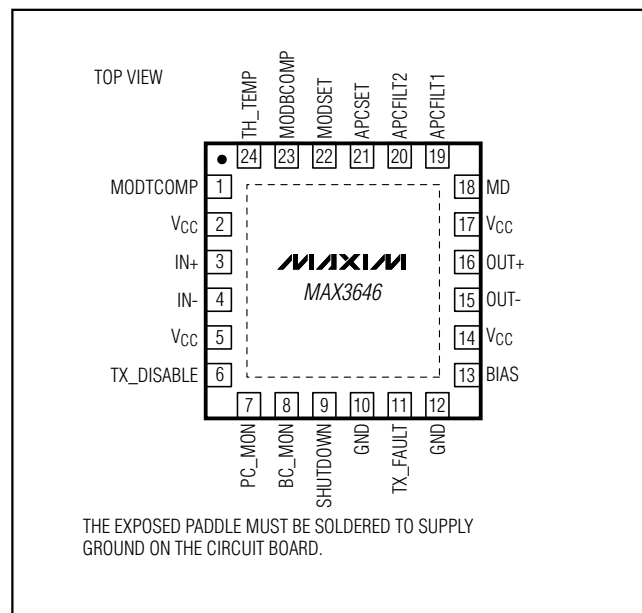 TOP VIEW
TH_TEMP
MODBCOMP
MODSET
APCSET
APCFILT2
APCFILT1
24 23 22 21 20 19
MODTCOMP 1
VCC 2
IN+ 3
IN- 4
VCC 5
TX_DISABLE 6
MAXIM
MAX3646
18 MD
17 VCC
16 OUT+
15 OUT-
14 VCC
13 BIAS
7 8 9 10 11 12
PC_MON
BC_MON
SHUTDOWN
GND
TX_FAULT
GND
THE EXPOSED PADDLE MUST BE SOLDERED TO SUPPLY
GROUND ON THE CIRCUIT BOARD.